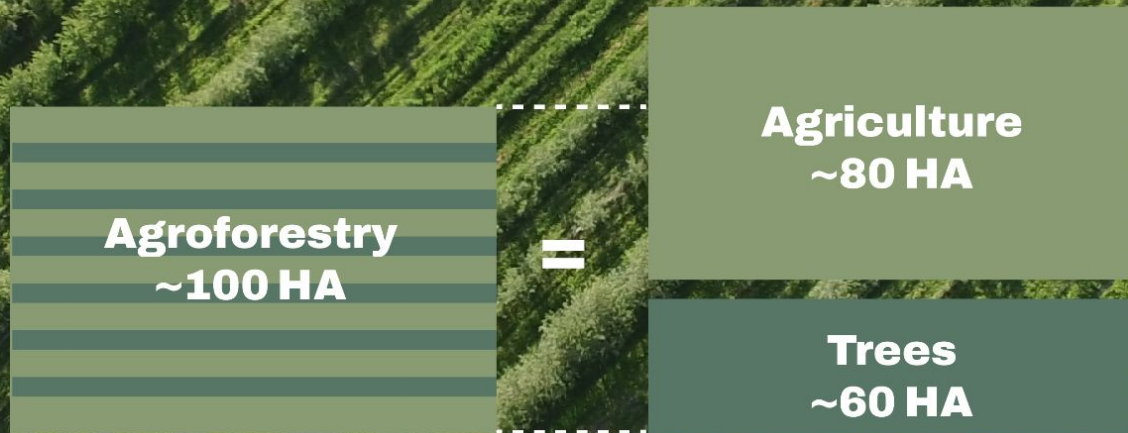 Agroforestry
~100 HA
=
Agriculture
~80 HA
Trees
~60 HA